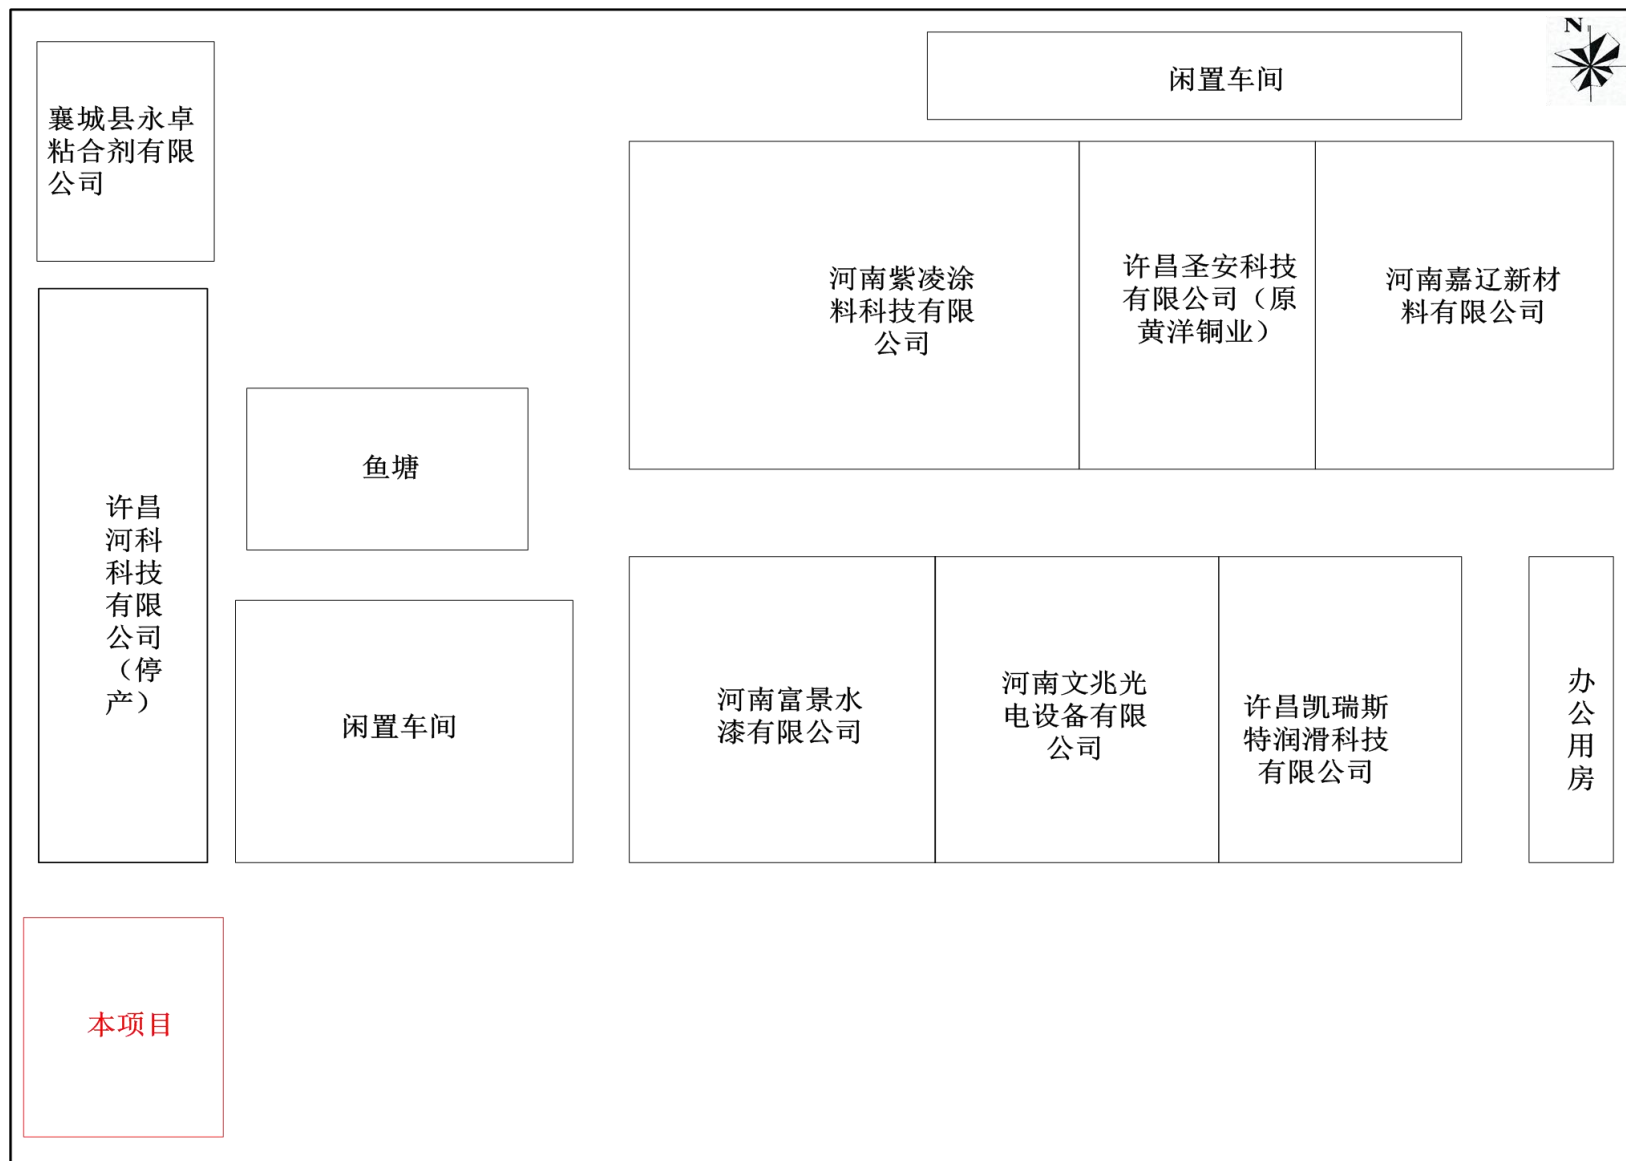 N
闲置车间
襄城县永卓
粘合剂有限
公司
河南紫凌涂
料科技有限
公司
许昌圣安科技
有限公司（原
黄洋铜业）
河南嘉辽新材
料有限公司
鱼塘
许昌
河科
科技
有限
公司
（停
产）
闲置车间
河南富景水
漆有限公司
河南文兆光
电设备有限
公司
许昌凯瑞斯
特润滑科技
有限公司
办
公
用
房
本项目